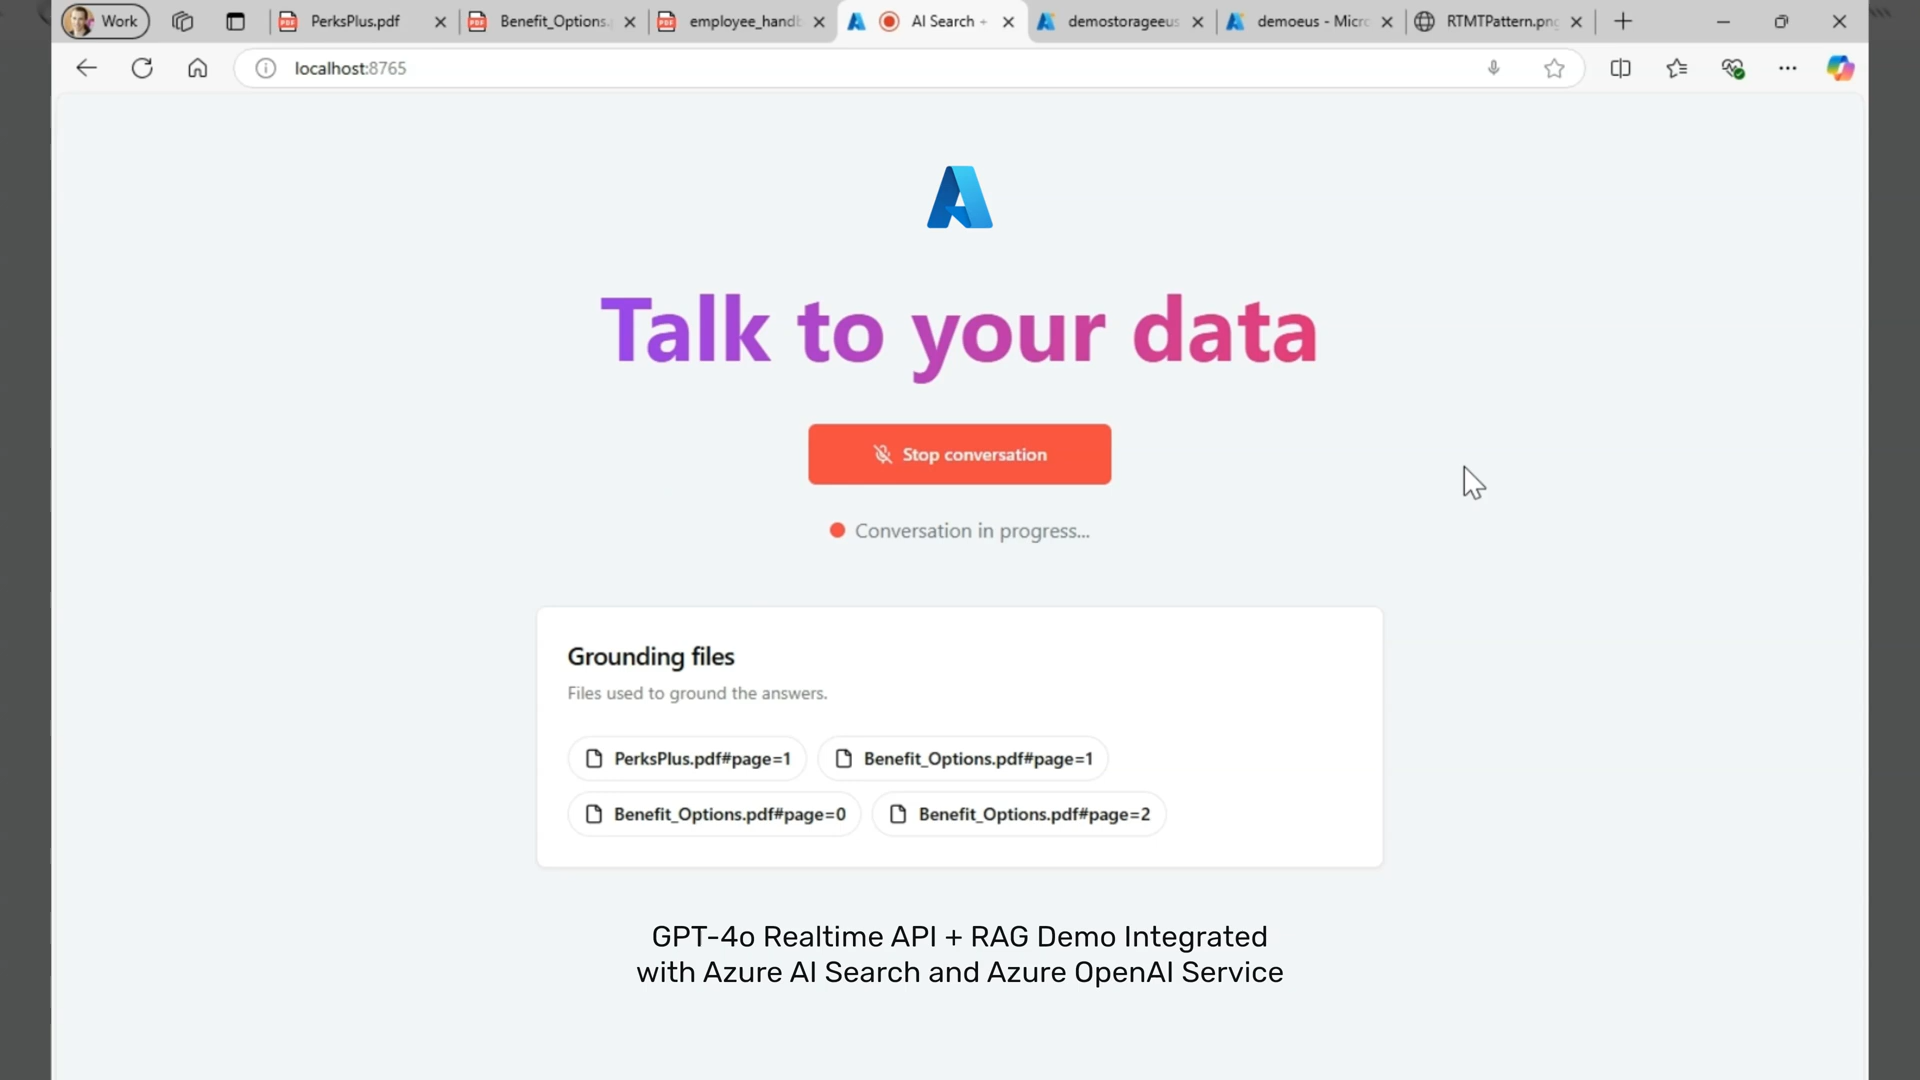 Work
PerksPlus.pdf
Benefit_Options.
employee_handb
AI Search +
demostorageeus
demoeus - Micro
RTMTPattern.png
localhost:8765
Talk to your data
Stop conversation
Conversation in progress...
Grounding files
Files used to ground the answers.
PerksPlus.pdf#page=1 Benefit_Options.pdf#page=1
Benefit_Options.pdf#page=0 Benefit_Options.pdf#page=2
GPT-4o Realtime API + RAG Demo Integrated
with Azure AI Search and Azure OpenAI Service